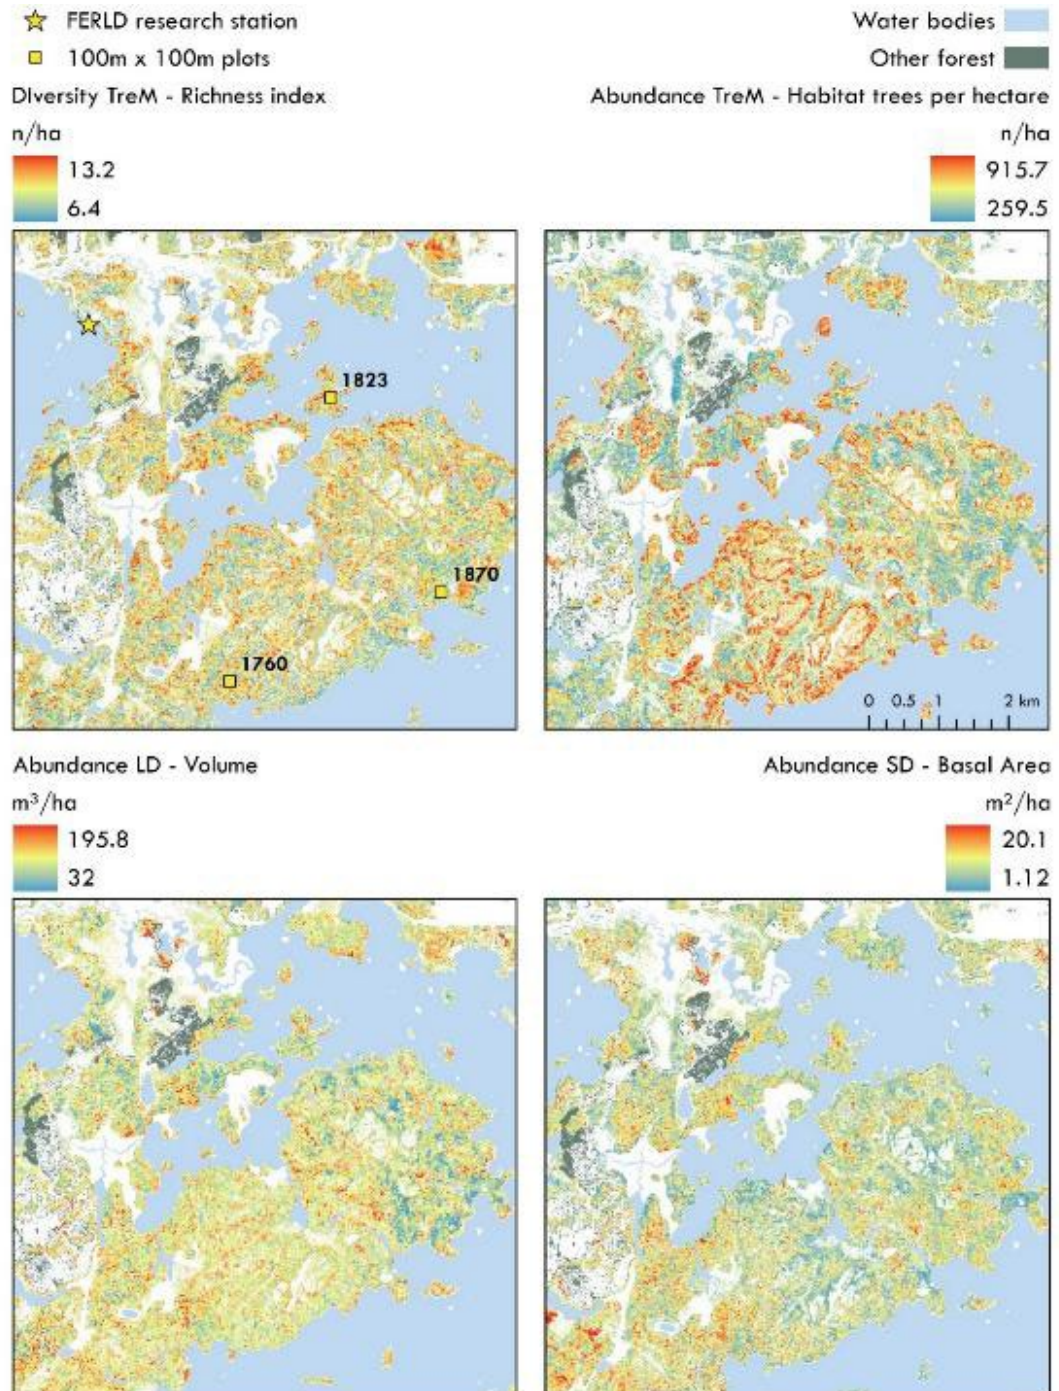 FERLD research station
Water bodies
100m x 100m plots
Other forest
DIversity TreM - Richness index
Abundance TreM - Habitat trees per hectare
n/ha
n/ha
13.2
915.7
6.4
259.5
1823
1870
1760
0 0.5 1 2 km
Abundance LD - Volume
Abundance SD - Basal Area
m³/ha
m²/ha
195.8
20.1
32
1.12